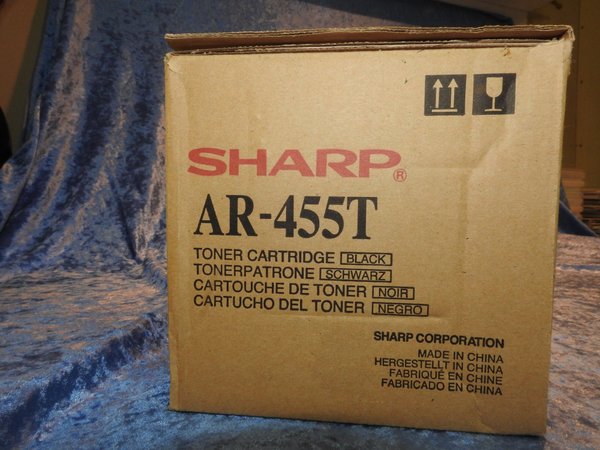 SHARP®
AR-455T
TONER CARTRIDGE BLACK
TONERPATRONE SCHWARZ
CARTOUCHE DE TONER NOIR
CARTUCHO DEL TONER NEGRO
SHARP CORPORATION
MADE IN CHINA
HERGESTELLT IN CHINA
FABRIQUÉ EN CHINE
FABRICADO EN CHINA